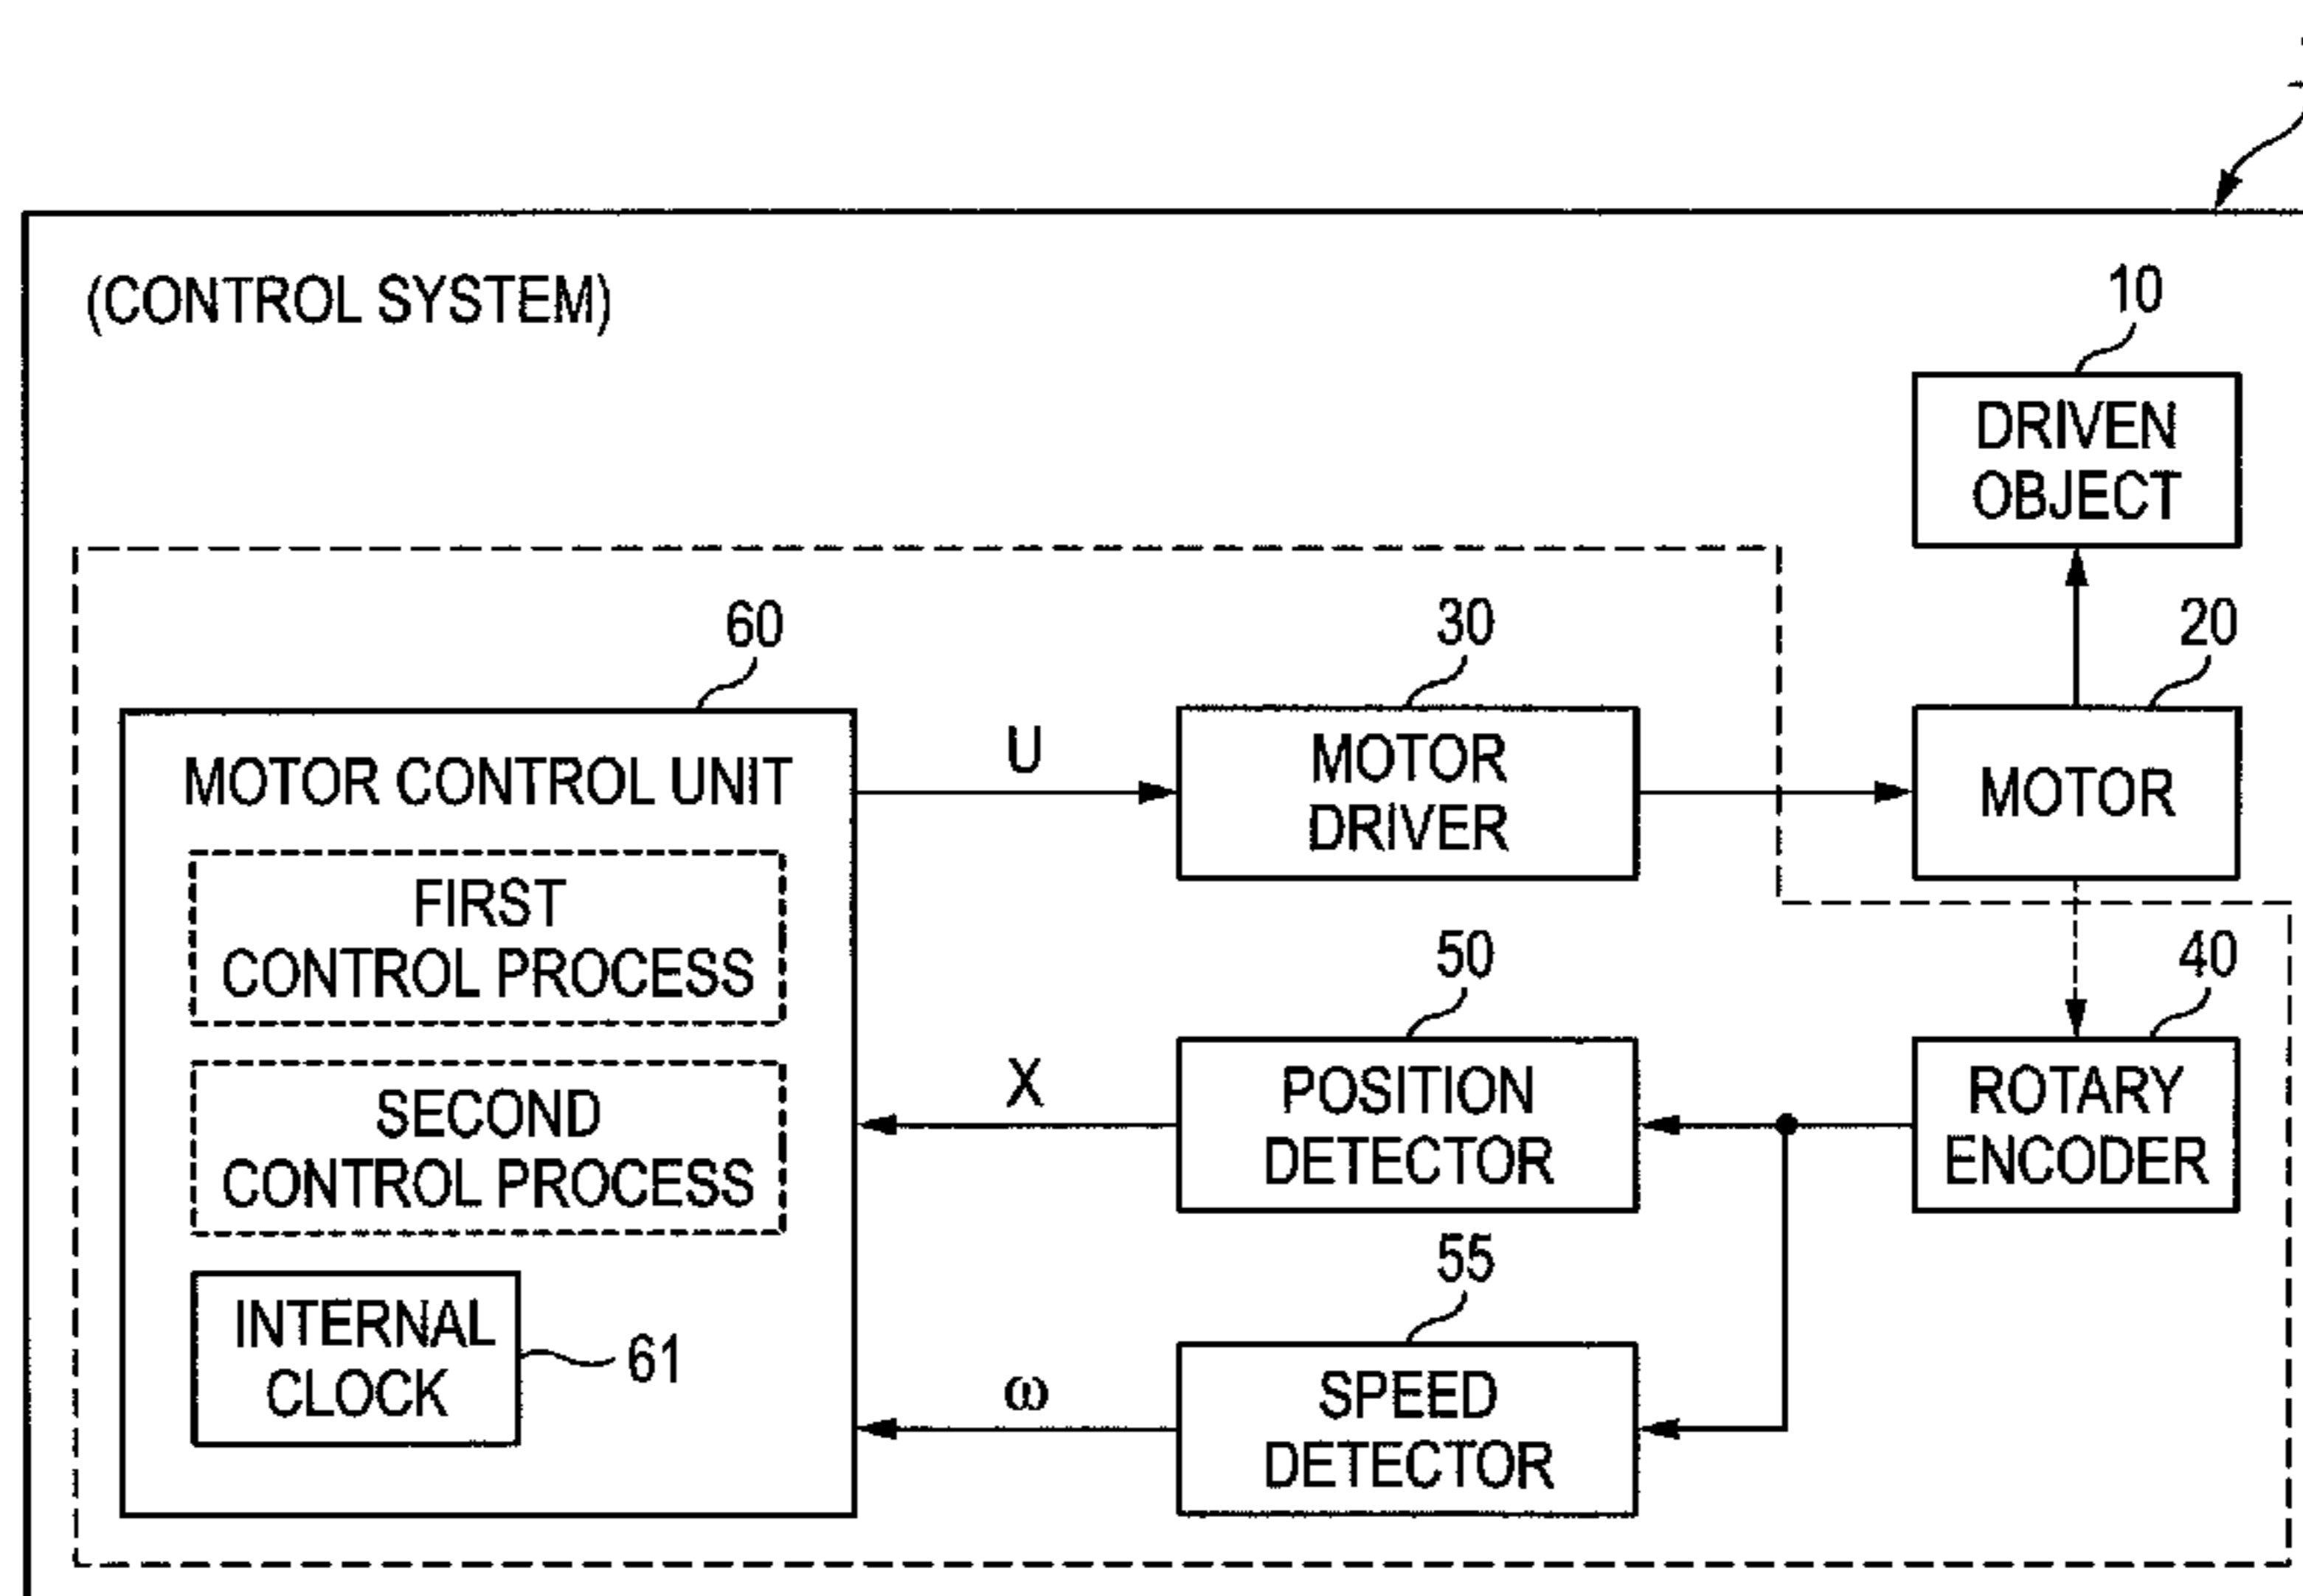 (CONTROL SYSTEM)
10
DRIVEN
OBJECT
60
30
20
MOTOR CONTROL UNIT
U
MOTOR
DRIVER
MOTOR
FIRST
CONTROL PROCESS
50
40
SECOND
CONTROL PROCESS
X
POSITION
DETECTOR
ROTARY
ENCODER
55
INTERNAL
CLOCK
61
ω
SPEED
DETECTOR